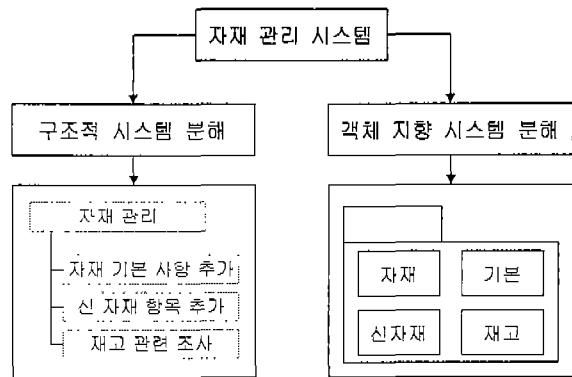 자재 관리 시스템
구조적 시스템 분해
객체 지향 시스템 분해
자재 관리
자재 기본 사항 추가
신 자재 항목 추가
재고 관련 조사
자재
기본
신자재
재고